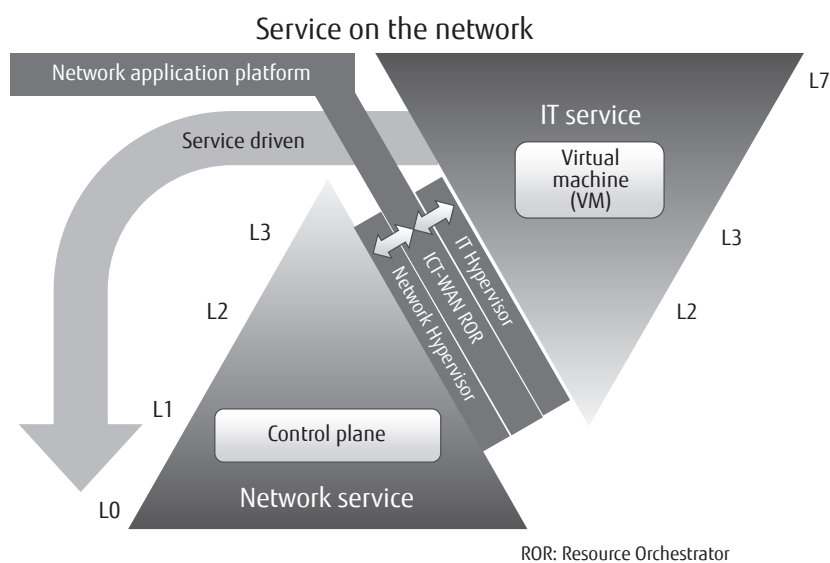 Service on the network
Network application platform
L7
IT service
Service driven
Virtual
machine
(VM)
L3
L3
IT Hypervisor
ICT-WAN ROR
Network Hypervisor
L2
L2
L1
Control plane
Network service
L0
ROR: Resource Orchestrator